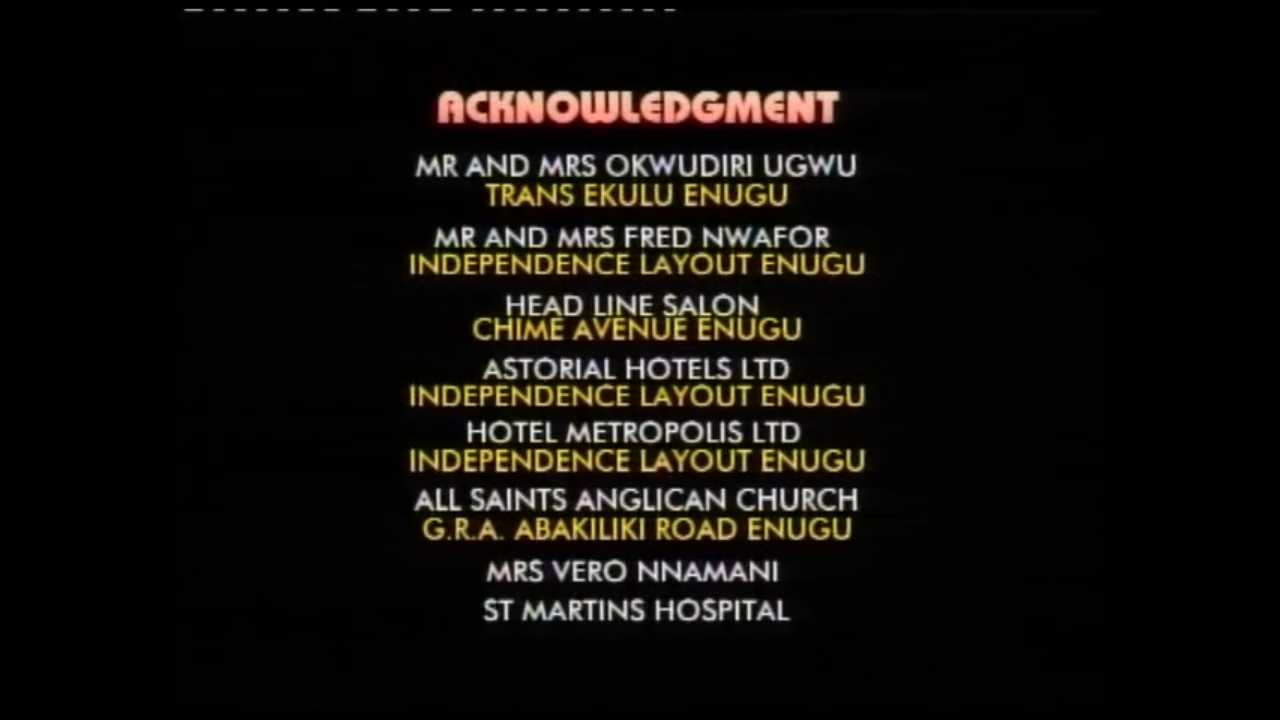 ACKNOWLEDGMENT
MR AND MRS OKWUDIRI UGWU
TRANS EKULU ENUGU
MR AND MRS FRED NWAFOR
INDEPENDENCE LAYOUT ENUGU
HEAD LINE SALON
CHIME AVENUE ENUGU
ASTORIAL HOTELS LTD
INDEPENDENCE LAYOUT ENUGU
HOTEL METROPOLIS LTD
INDEPENDENCE LAYOUT ENUGU
ALL SAINTS ANGLICAN CHURCH
G.R.A. ABAKILIKI ROAD ENUGU
MRS VERO NNAMANI
ST MARTINS HOSPITAL